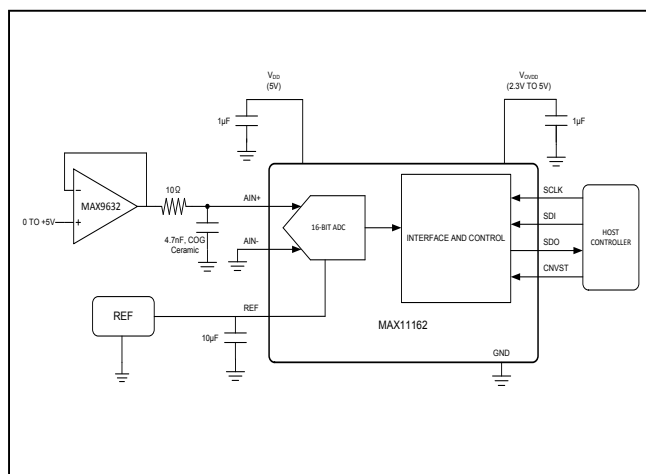 VDD
(5V)
VOVDD
(2.3V TO 5V)
1µF
1µF
MAX9632
10Ω
AIN+
0 TO +5V
4.7nF, COG
Ceramic
AIN-
16-BIT ADC
INTERFACE AND CONTROL
SCLK
SDI
SDO
CNVST
HOST
CONTROLLER
REF
REF
10µF
MAX11162
GND